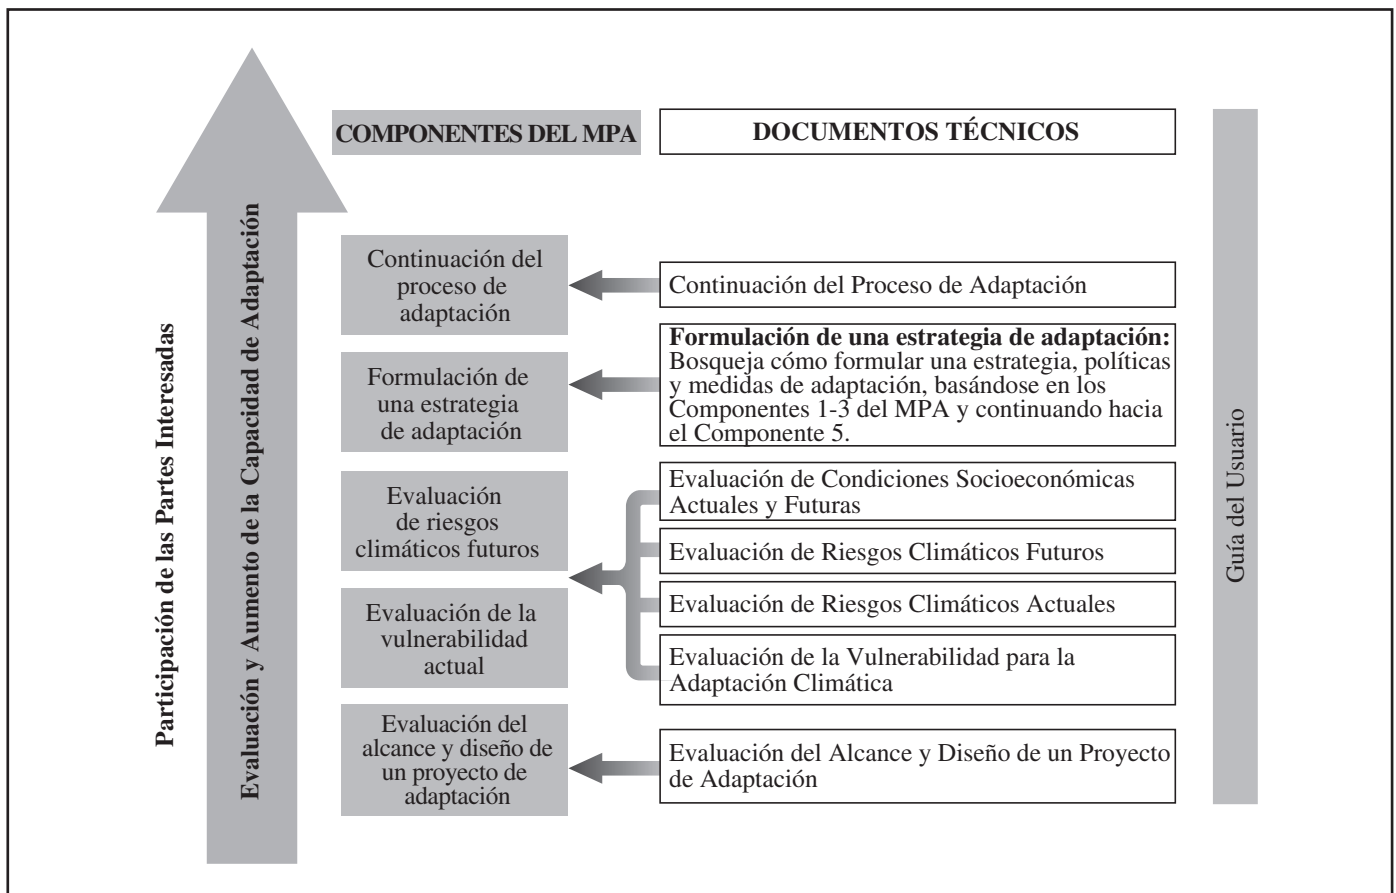 Participación de las Partes Interesadas
Evaluación y Aumento de la Capacidad de Adaptación
COMPONENTES DEL MPA
DOCUMENTOS TÉCNICOS
Continuación del
proceso de
adaptación
Continuación del Proceso de Adaptación
Formulación de
una estrategia
de adaptación
Formulación de una estrategia de adaptación:
Bosqueja cómo formular una estrategia, políticas
y medidas de adaptación, basándose en los
Componentes 1-3 del MPA y continuando hacia
el Componente 5.
Evaluación
de riesgos
climáticos futuros
Evaluación de la
vulnerabilidad
actual
Evaluación de Condiciones Socioeconómicas
Actuales y Futuras
Evaluación de Riesgos Climáticos Futuros
Evaluación de Riesgos Climáticos Actuales
Evaluación de la Vulnerabilidad para la
Adaptación Climática
Evaluación del
alcance y diseño de
un proyecto de
adaptación
Evaluación del Alcance y Diseño de un Proyecto
de Adaptación
Guía del Usuario